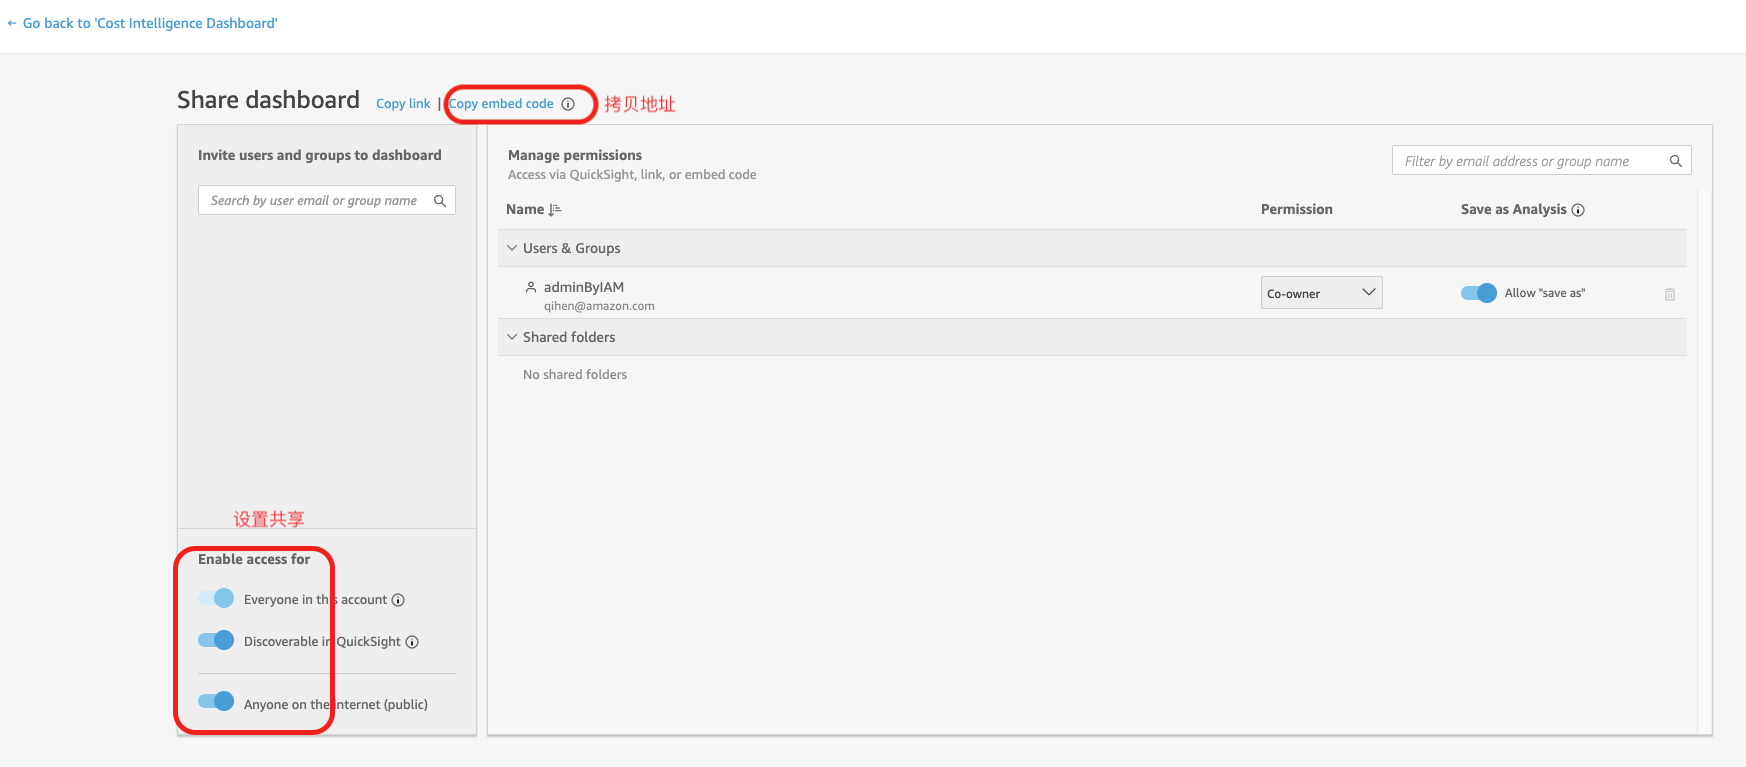 ← Go back to 'Cost Intelligence Dashboard'
Share dashboard Copy link | Copy embed code 拷贝地址
Invite users and groups to dashboard
Search by user email or group name
Manage permissions
Access via QuickSight, link, or embed code
Filter by email address or group name
Name Permission Save as Analysis
Users & Groups
adminByIAM
qihen@amazon.com
Co-owner
Allow "save as"
Shared folders
No shared folders
设置共享
Enable access for
Everyone in this account
Discoverable in QuickSight
Anyone on the internet (public)